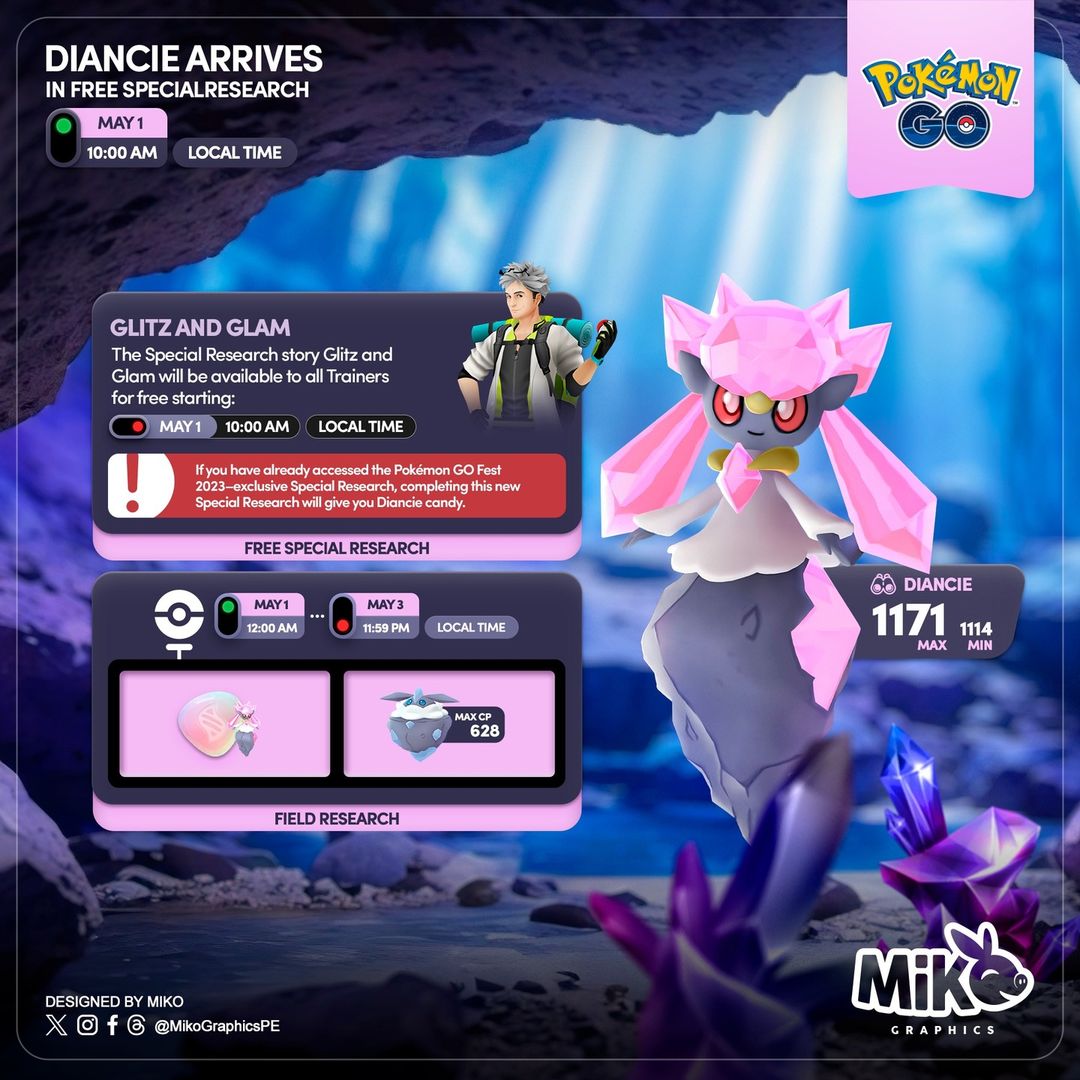 DIANCIE ARRIVES
IN FREE SPECIALRESEARCH
MAY 1
10:00 AM LOCAL TIME
POKéMON
GO
GLITZ AND GLAM
The Special Research story Glitz and
Glam will be available to all Trainers
for free starting:
MAY 1 10:00 AM LOCAL TIME
!
If you have already accessed the Pokémon GO Fest
2023–exclusive Special Research, completing this new
Special Research will give you Diancie candy.
FREE SPECIAL RESEARCH
DIANCIE
1171 1114
MAX MIN
MAY 1 ... MAY 3
12:00 AM 11:59 PM LOCAL TIME
MAX CP
628
FIELD RESEARCH
DESIGNED BY MIKO
@MikoGraphicsPE
MiKO
GRAPHICS